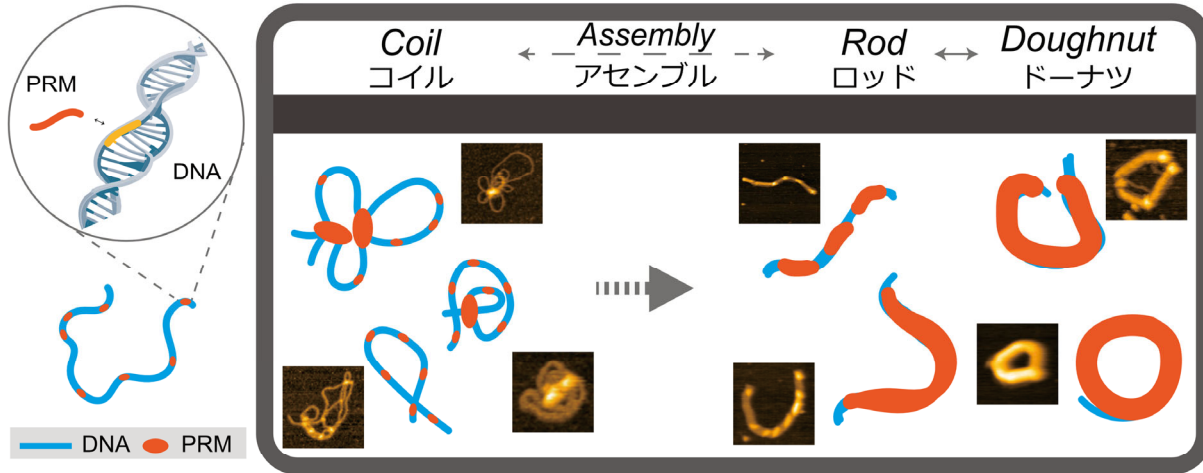 PRM
DNA
DNA PRM
Coil Assembly Rod Doughnut
コイル アセンブル ロッド ドーナツ